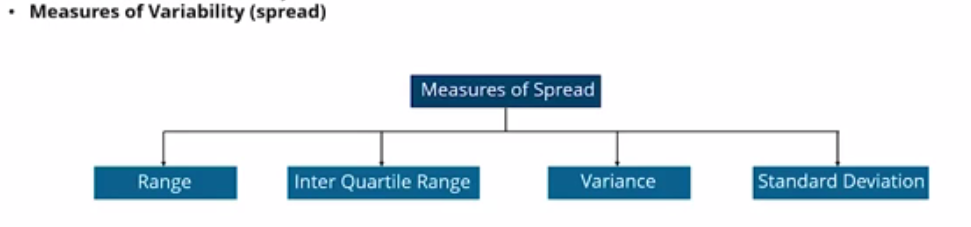 • Measures of Variability (spread)
Measures of Spread
Range
Inter Quartile Range
Variance
Standard Deviation